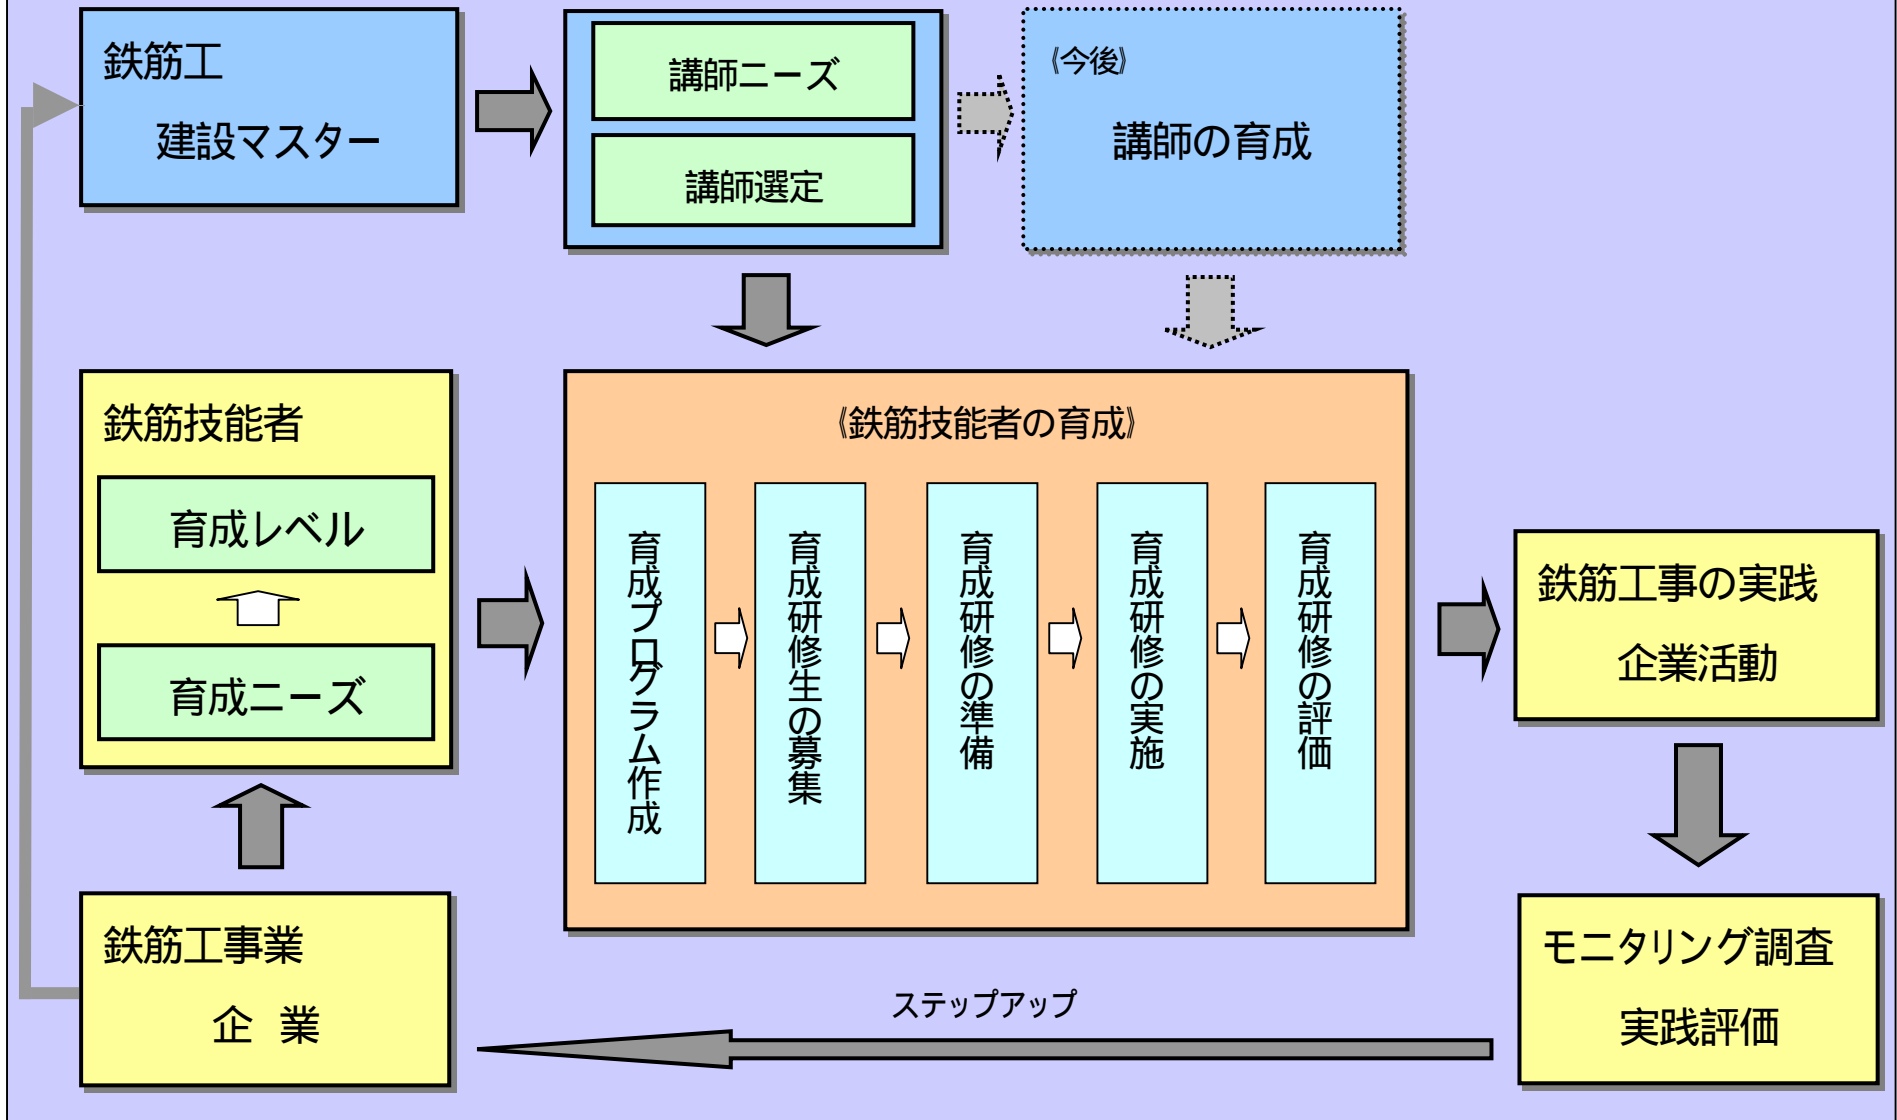 鉄筋工
建設マスター
講師ニーズ
講師選定
《今後》
講師の育成
鉄筋技能者
育成レベル
育成ニーズ
《鉄筋技能者の育成》
育成プログラム作成
育成研修生の募集
育成研修の準備
育成研修の実施
育成研修の評価
鉄筋工事の実践
企業活動
鉄筋工事業
企　業
ステップアップ
モニタリング調査
実践評価